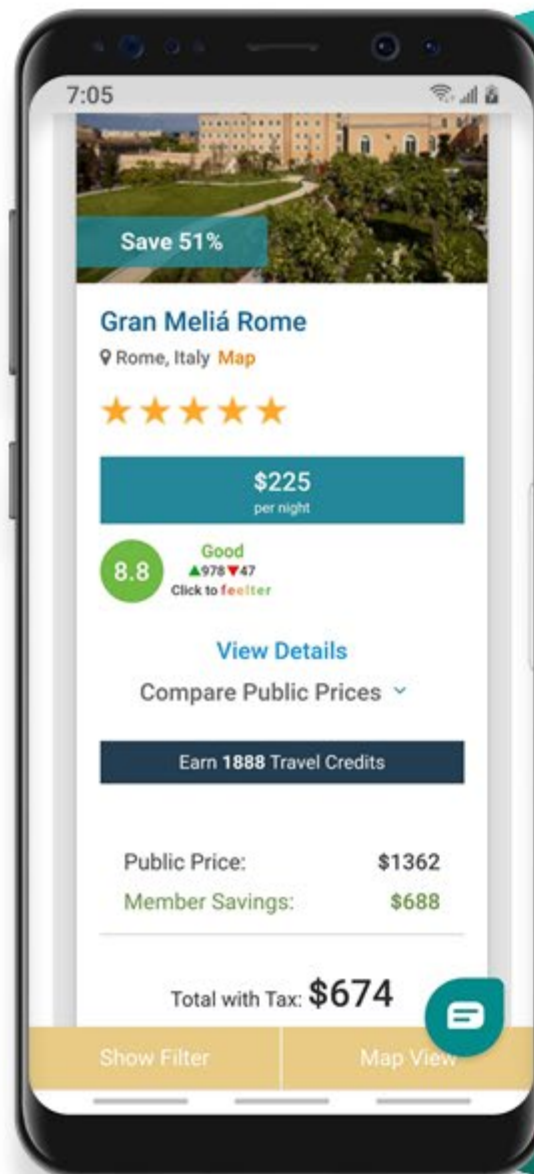 7:05
Save 51%
Gran Meliá Rome
Rome, Italy Map
$225
per night
8.8
Good
▲978▼47
Click to feelter
View Details
Compare Public Prices
Earn 1888 Travel Credits
Public Price: $1362
Member Savings: $688
Total with Tax: $674
Show Filter Map View